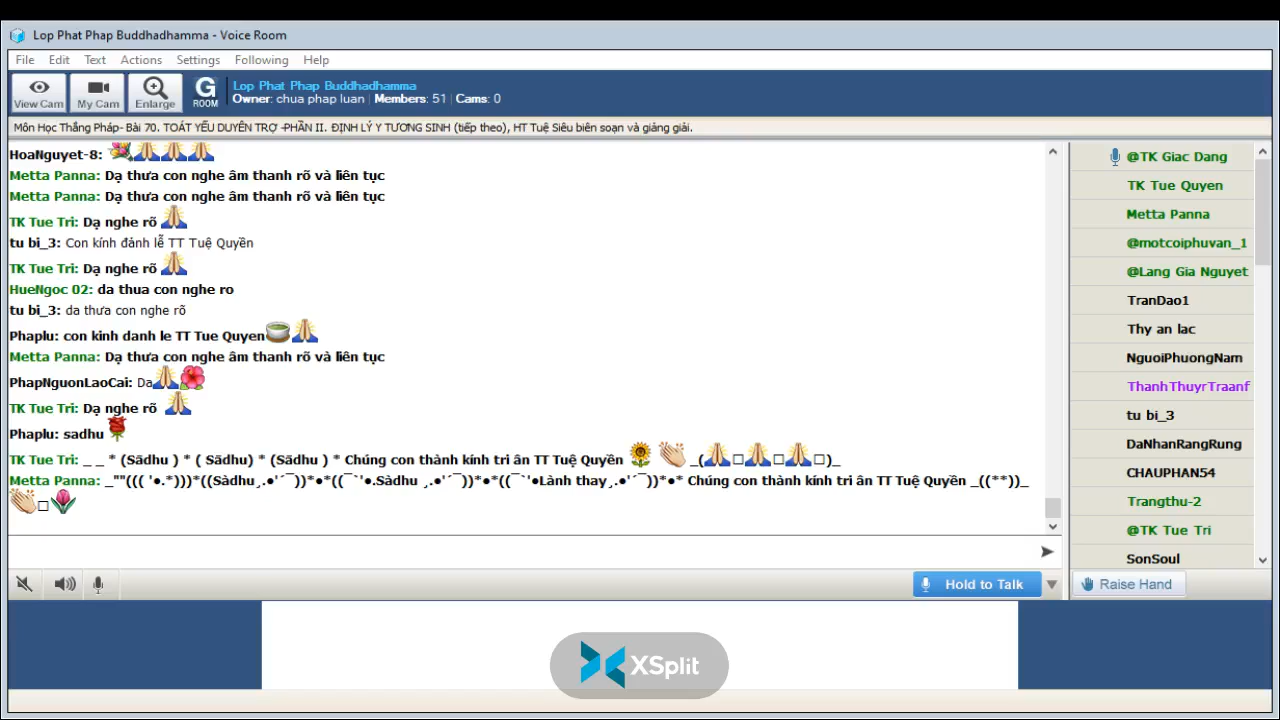 Lop Phat Phap Buddhadhamma - Voice Room
File Edit Text Actions Settings Following Help
View Cam My Cam Enlarge G ROOM
Lop Phat Phap Buddhadhamma
Owner: chua phap luan | Members: 51 | Cams: 0
Môn Học Thắng Pháp- Bài 70. TOÁT YẾU DUYÊN TRỢ -PHẦN II. ĐỊNH LÝ Y TƯƠNG SINH (tiếp theo), HT Tuệ Siêu biên soạn và giảng giải.
HoaNguyet-8: 💐🙏🙏🙏
Metta Panna: Dạ thưa con nghe âm thanh rõ và liên tục
Metta Panna: Dạ thưa con nghe âm thanh rõ và liên tục
TK Tue Tri: Dạ nghe rõ 🙏
tu bi_3: Con kính đảnh lễ TT Tuệ Quyền
TK Tue Tri: Dạ nghe rõ 🙏
HueNgoc 02: da thua con nghe ro
tu bi_3: da thưa con nghe rõ
Phaplu: con kinh danh le TT Tue Quyen🍵🙏
Metta Panna: Dạ thưa con nghe âm thanh rõ và liên tục
PhapNguonLaoCai: Da🙏🌺
TK Tue Tri: Dạ nghe rõ 🙏
Phaplu: sadhu 🌹
TK Tue Tri: _ _ * (Sādhu ) * ( Sādhu) * (Sādhu ) * Chúng con thành kính tri ân TT Tuệ Quyền 🌻 👏 _(🙏□🙏□🙏□)_
Metta Panna: _""((( '•.*)))*((Sàdhu¸.•'´¯))*•*((¯`'•.Sàdhu ¸.•'´¯))*•*((¯`'•Lành thay¸.•'´¯))*•* Chúng con thành kính tri ân TT Tuệ Quyền _((**))_
👏□🌷
Hold to Talk
@TK Giac Dang
TK Tue Quyen
Metta Panna
@motcoiphuvan_1
@Lang Gia Nguyet
TranDao1
Thy an lac
NguoiPhuongNam
ThanhThuyrTraanf
tu bi_3
DaNhanRangRung
CHAUPHAN54
Trangthu-2
@TK Tue Tri
SonSoul
Raise Hand
XSplit